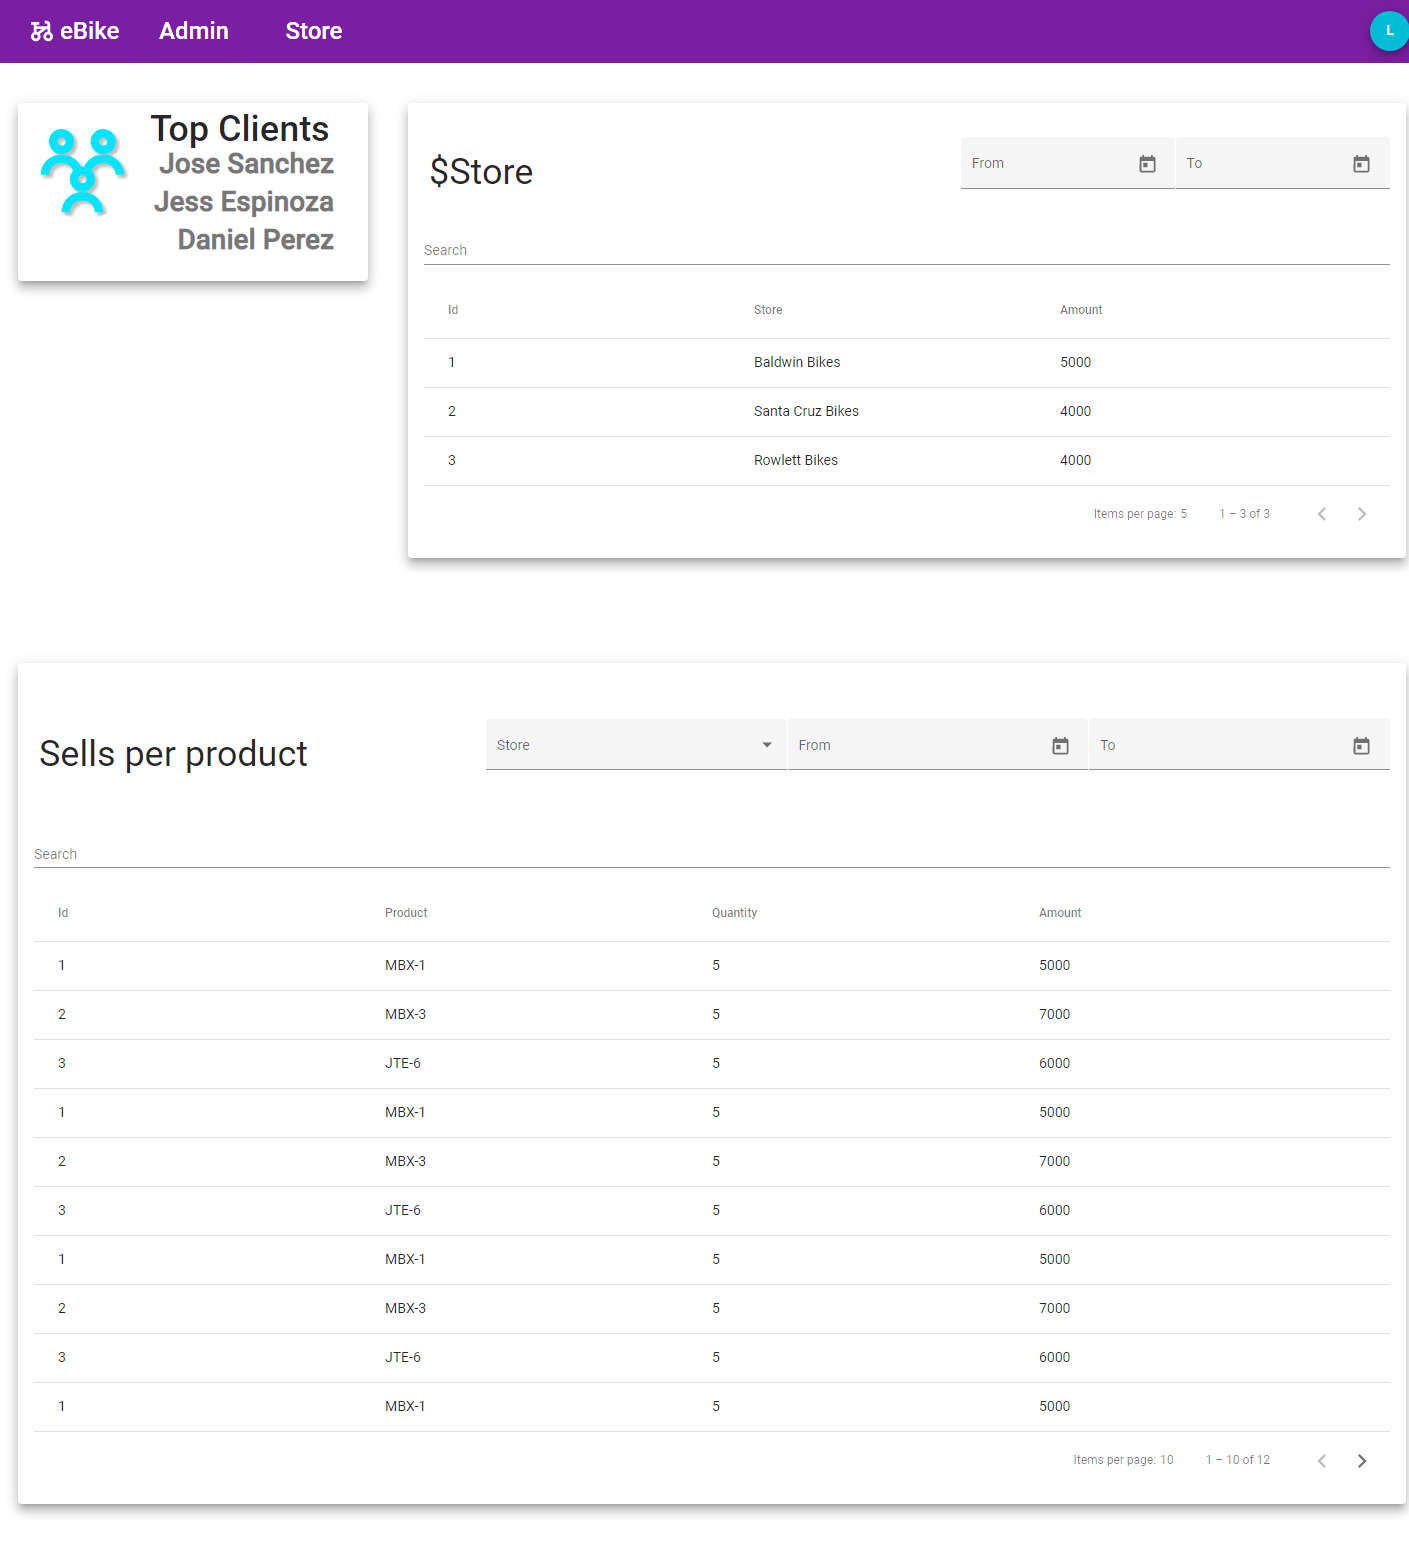 eBike Admin Store L
Top Clients
Jose Sanchez
Jess Espinoza
Daniel Perez
$Store
From To
Search
Id Store Amount
1 Baldwin Bikes 5000
2 Santa Cruz Bikes 4000
3 Rowlett Bikes 4000
Items per page: 5 1 – 3 of 3
Sells per product
Store From To
Search
Id Product Quantity Amount
1 MBX-1 5 5000
2 MBX-3 5 7000
3 JTE-6 5 6000
1 MBX-1 5 5000
2 MBX-3 5 7000
3 JTE-6 5 6000
1 MBX-1 5 5000
2 MBX-3 5 7000
3 JTE-6 5 6000
1 MBX-1 5 5000
Items per page: 10 1 – 10 of 12